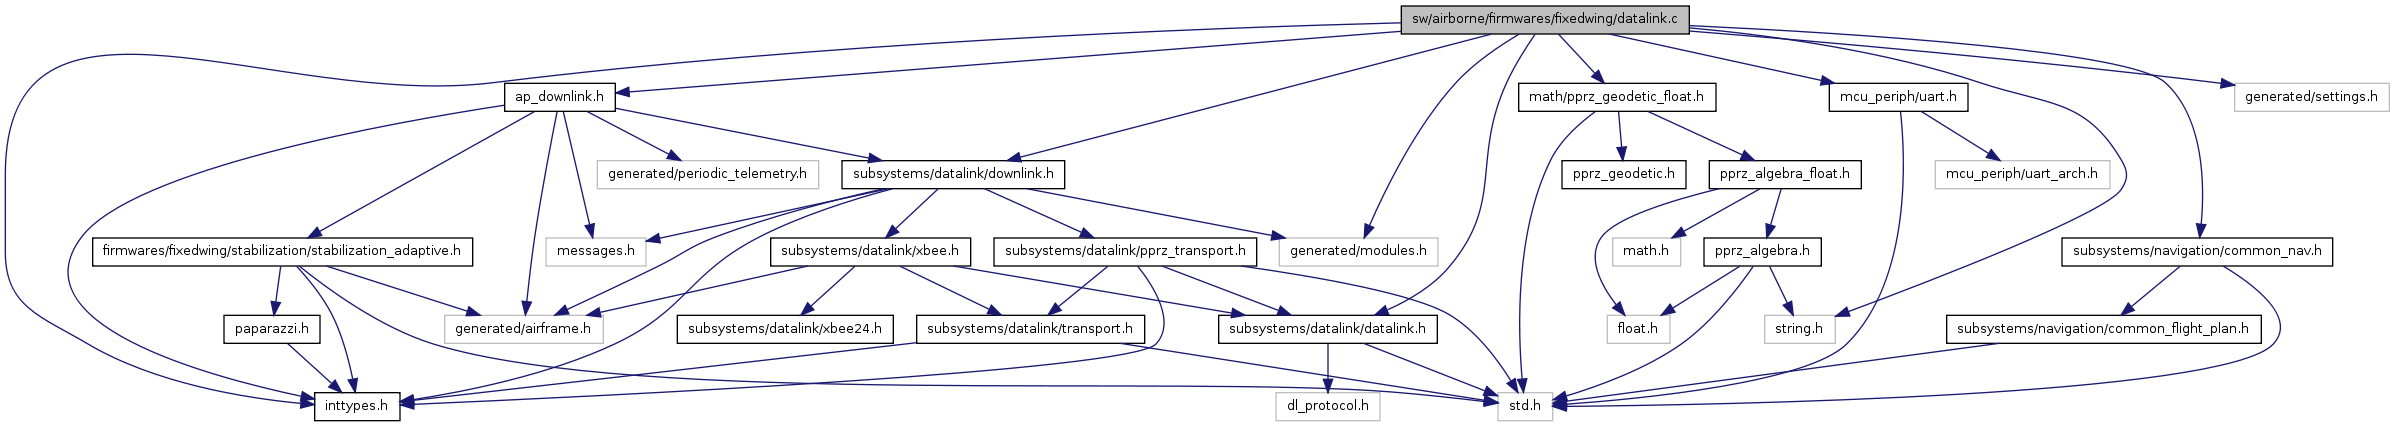 sw/airborne/firmwares/fixedwing/datalink.c
ap_downlink.h
math/pprz_geodetic_float.h
mcu_periph/uart.h
generated/settings.h
generated/periodic_telemetry.h
subsystems/datalink/downlink.h
pprz_geodetic.h
pprz_algebra_float.h
mcu_periph/uart_arch.h
firmwares/fixedwing/stabilization/stabilization_adaptive.h
messages.h
subsystems/datalink/xbee.h
subsystems/datalink/pprz_transport.h
generated/modules.h
math.h
pprz_algebra.h
subsystems/navigation/common_nav.h
paparazzi.h
generated/airframe.h
subsystems/datalink/xbee24.h
subsystems/datalink/transport.h
subsystems/datalink/datalink.h
float.h
string.h
subsystems/navigation/common_flight_plan.h
inttypes.h
dl_protocol.h
std.h